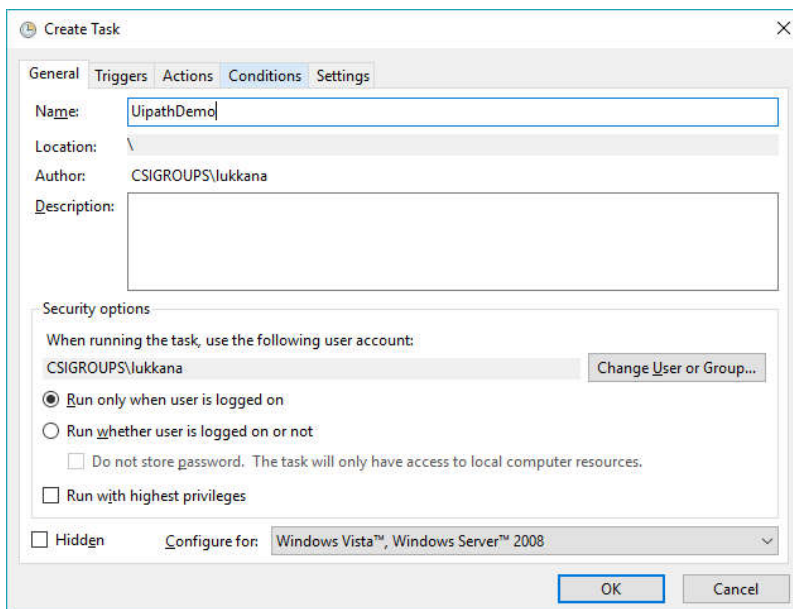 Create Task
General Triggers Actions Conditions Settings
Name: UipathDemo
Location: \
Author: CSIGROUPS\lukkana
Description:
Security options
When running the task, use the following user account:
CSIGROUPS\lukkana Change User or Group...
Run only when user is logged on
Run whether user is logged on or not
Do not store password. The task will only have access to local computer resources.
Run with highest privileges
Hidden Configure for: Windows Vista™, Windows Server™ 2008
OK Cancel